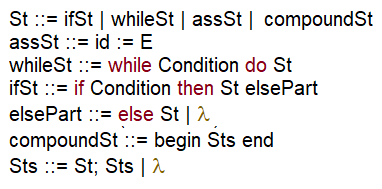 St ::= ifSt | whileSt | assSt | compoundSt
assSt ::= id := E
whileSt ::= while Condition do St
ifSt ::= if Condition then St elsePart
elsePart ::= else St | λ
compoundSt ::= begin Sts end
Sts ::= St; Sts | λ